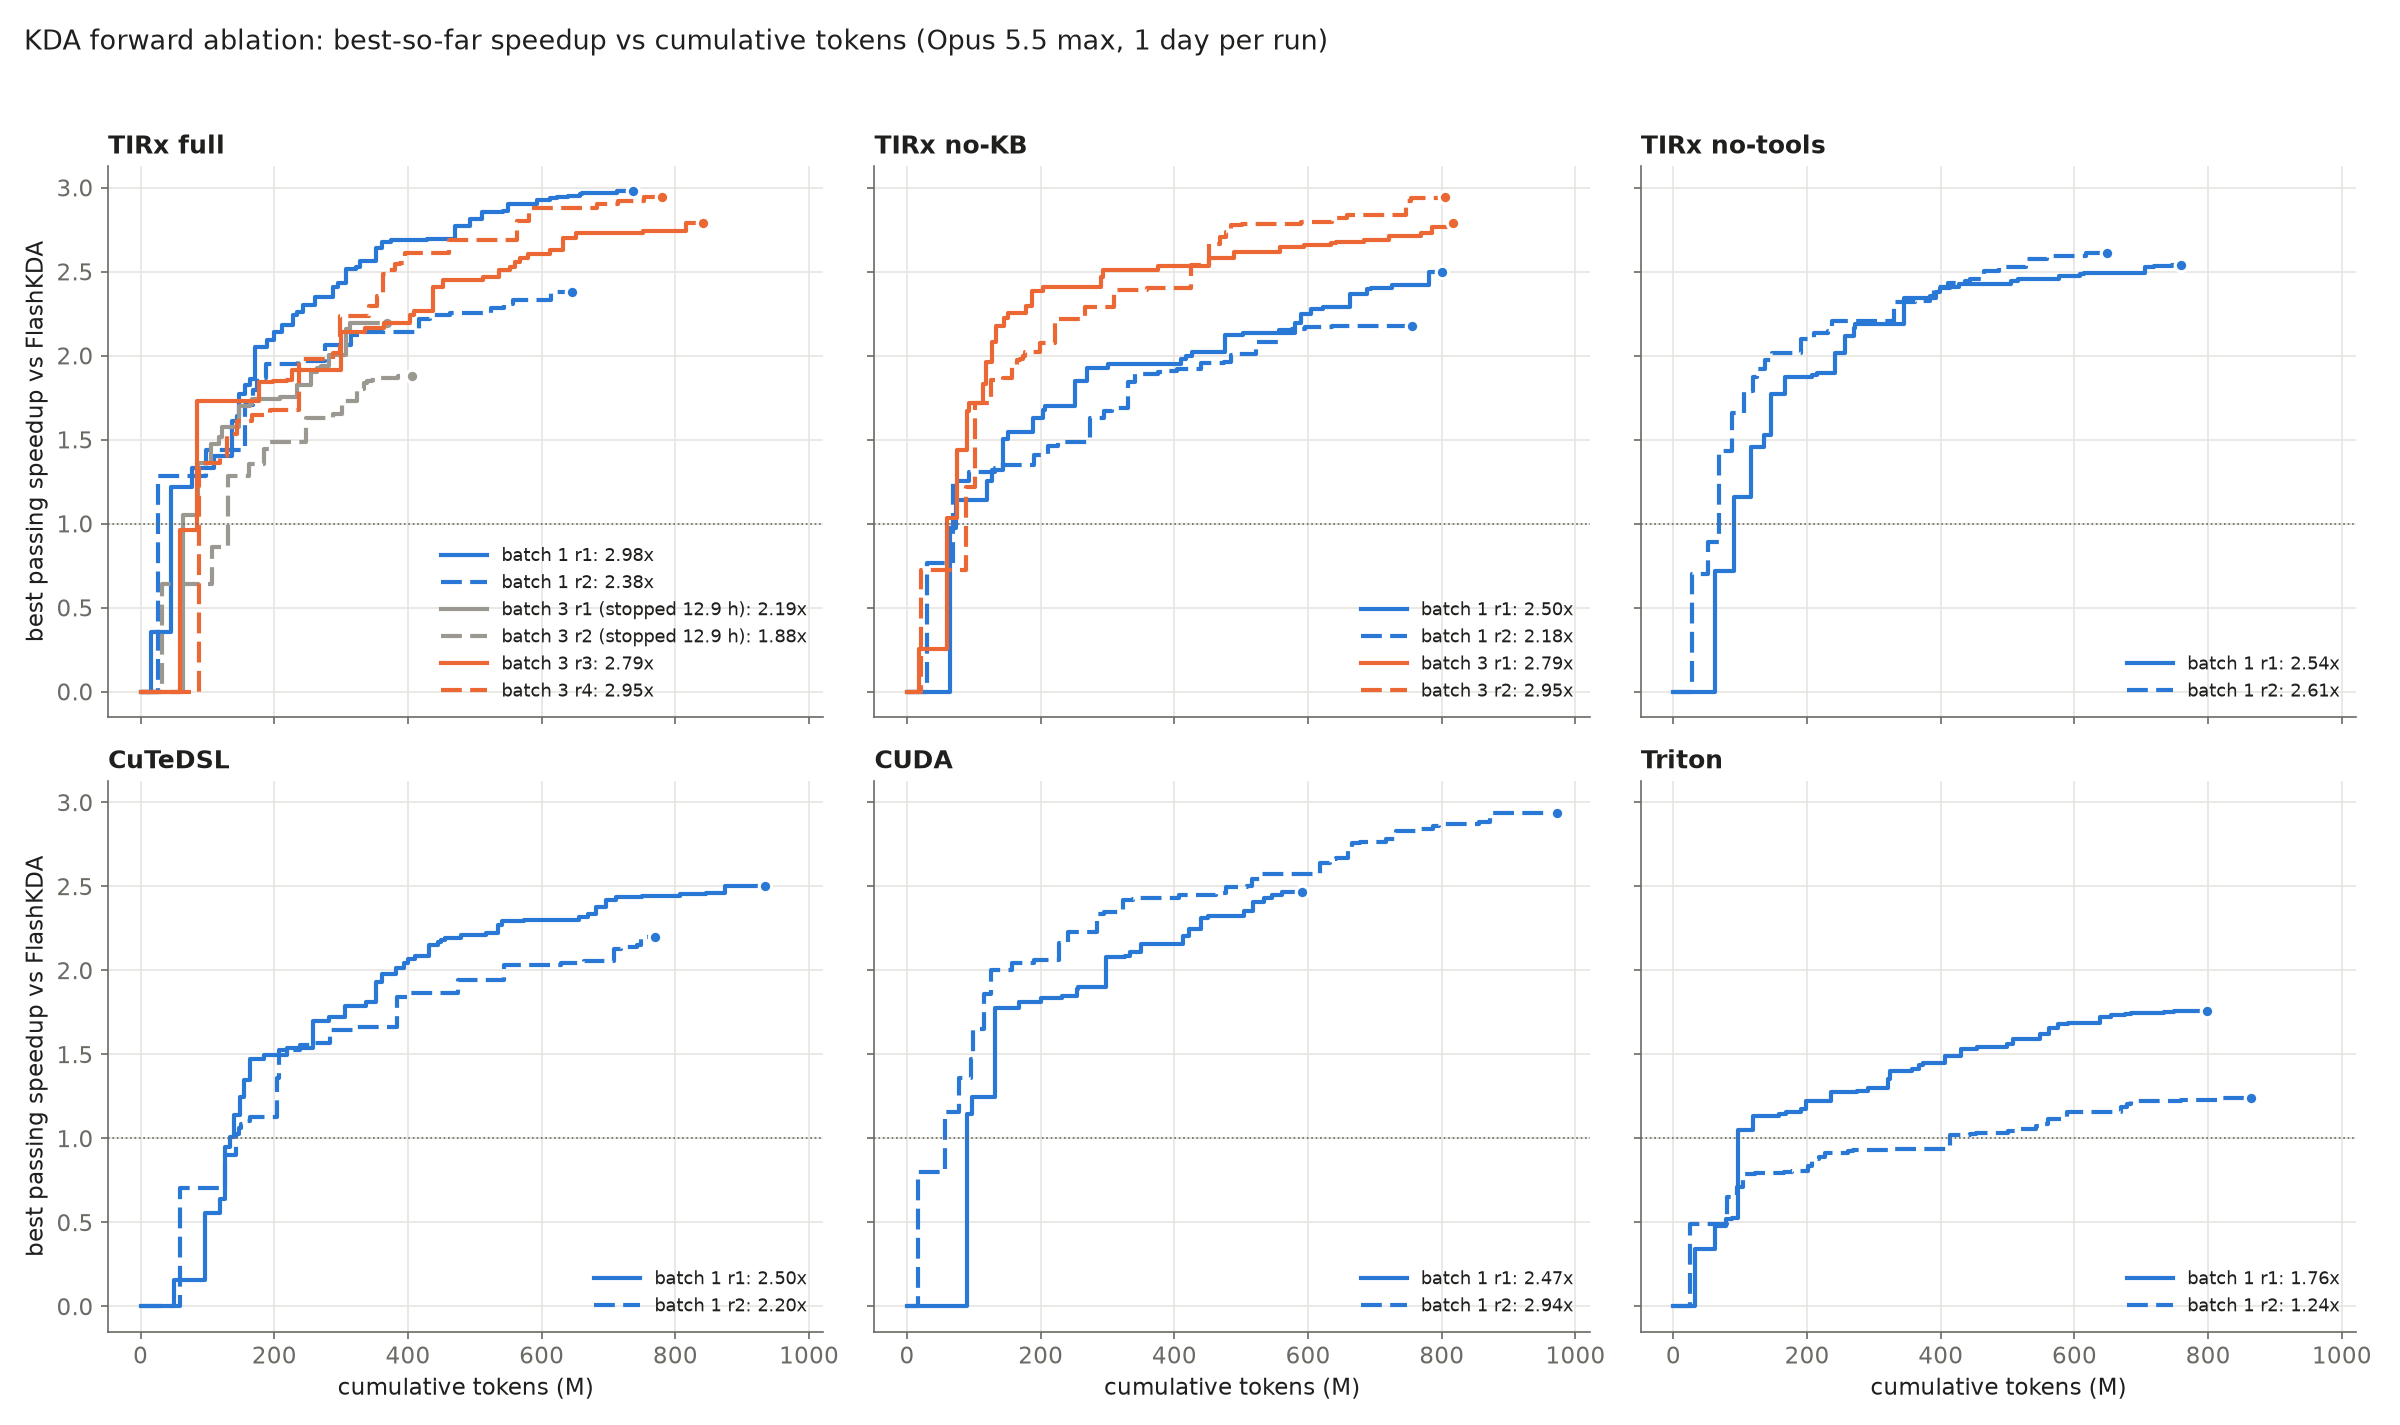 KDA forward ablation: best-so-far speedup vs cumulative tokens (Opus 5.5 max, 1 day per run)
TIRx full
best passing speedup vs FlashKDA
3.0
2.5
2.0
1.5
1.0
0.5
0.0
batch 1 r1: 2.98x
batch 1 r2: 2.38x
batch 3 r1 (stopped 12.9 h): 2.19x
batch 3 r2 (stopped 12.9 h): 1.88x
batch 3 r3: 2.79x
batch 3 r4: 2.95x
TIRx no-KB
batch 1 r1: 2.50x
batch 1 r2: 2.18x
batch 3 r1: 2.79x
batch 3 r2: 2.95x
TIRx no-tools
batch 1 r1: 2.54x
batch 1 r2: 2.61x
CuTeDSL
best passing speedup vs FlashKDA
3.0
2.5
2.0
1.5
1.0
0.5
0.0
batch 1 r1: 2.50x
batch 1 r2: 2.20x
0 200 400 600 800 1000
cumulative tokens (M)
CUDA
batch 1 r1: 2.47x
batch 1 r2: 2.94x
0 200 400 600 800 1000
cumulative tokens (M)
Triton
batch 1 r1: 1.76x
batch 1 r2: 1.24x
0 200 400 600 800 1000
cumulative tokens (M)